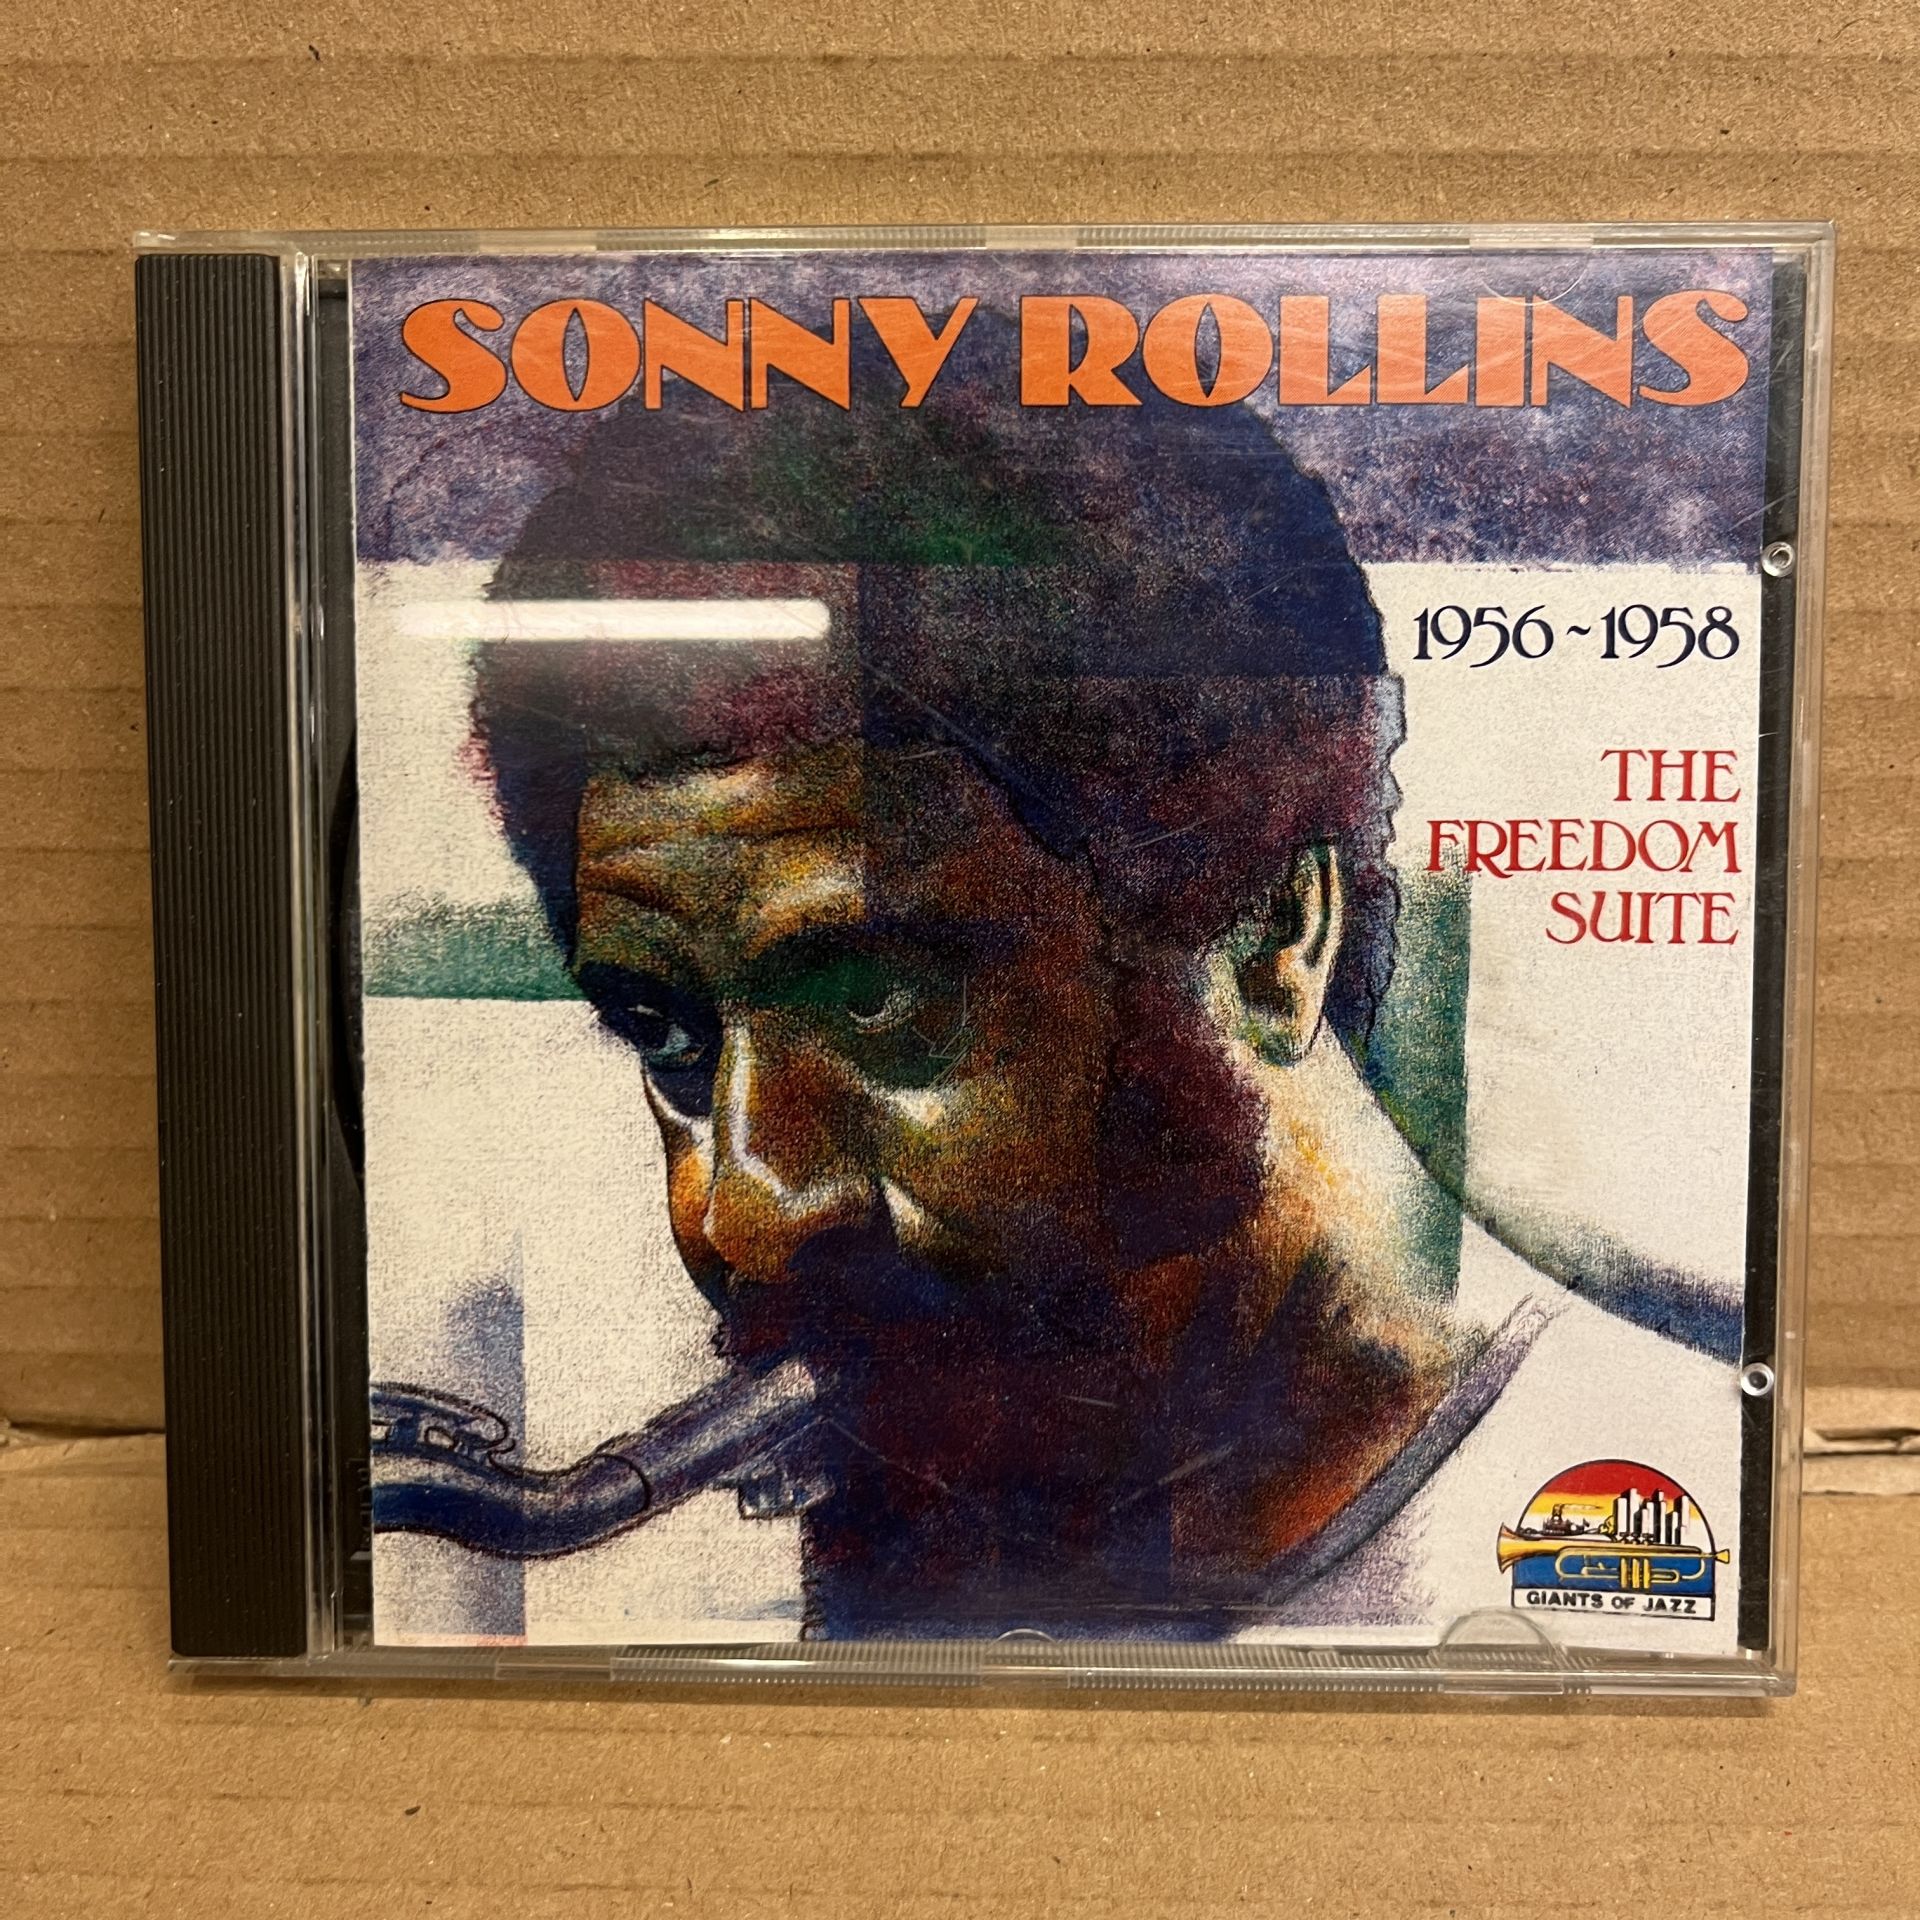 SONNY ROLLINS
1956~1958
THE
FREEDOM
SUITE
GIANTS OF JAZZ